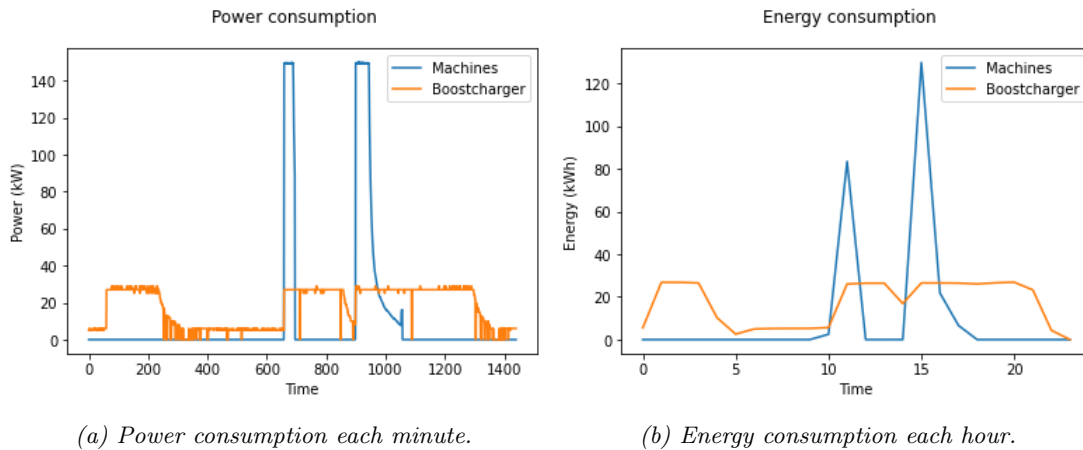 Power consumption
Machines
Boostcharger
Power (kW)
140
120
100
80
60
40
20
0
0 200 400 600 800 1000 1200 1400
Time
(a) Power consumption each minute.
Energy consumption
Machines
Boostcharger
Energy (kWh)
120
100
80
60
40
20
0
0 5 10 15 20
Time
(b) Energy consumption each hour.